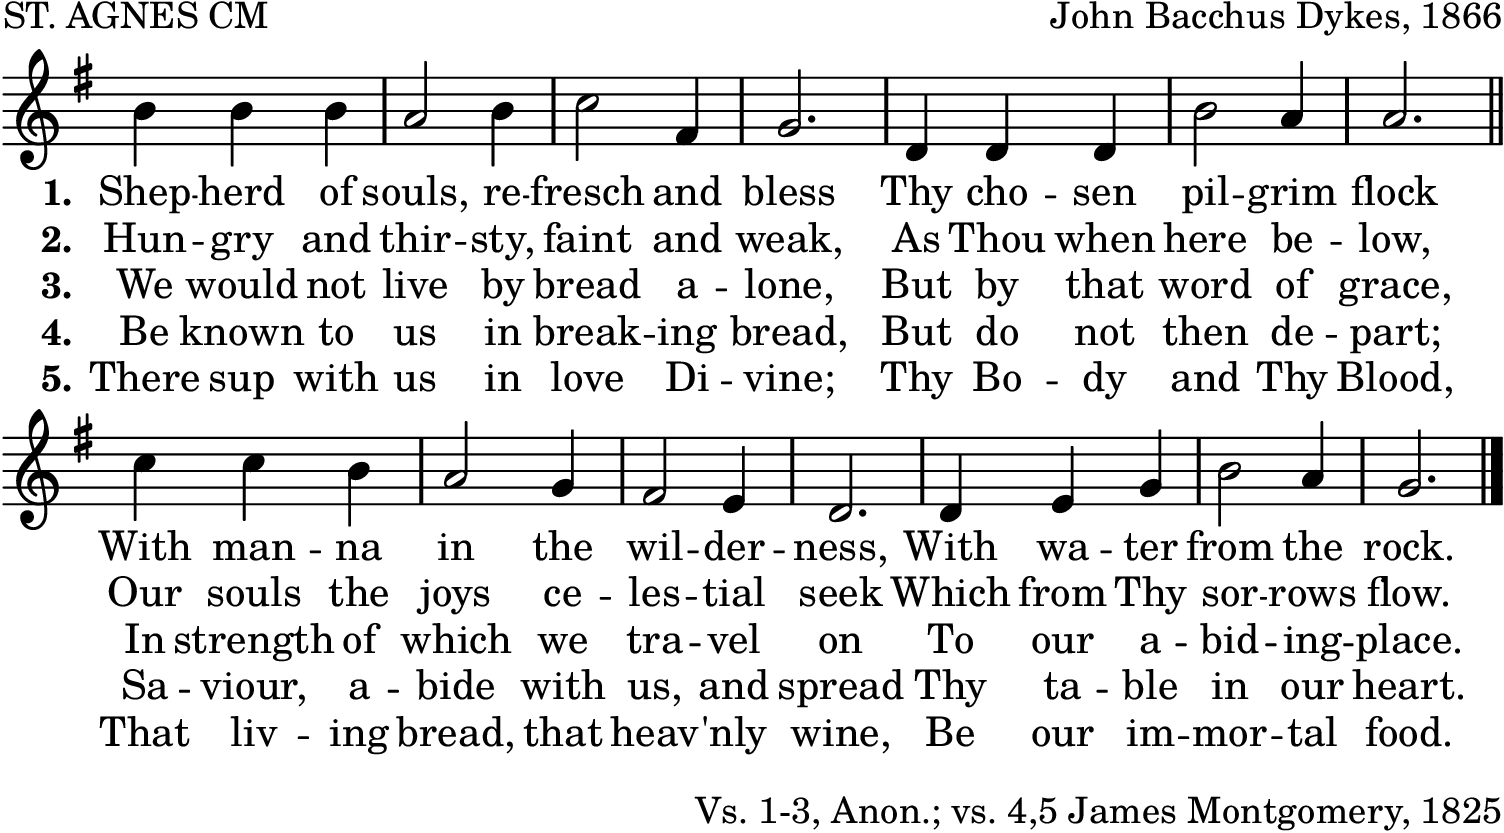 ST. AGNES CM John Bacchus Dykes, 1866
1. Shep - herd of souls, re - fresch and bless Thy cho - sen pil - grim flock
2. Hun - gry and thir - sty, faint and weak, As Thou when here be - low,
3. We would not live by bread a - lone, But by that word of grace,
4. Be known to us in break - ing bread, But do not then de - part;
5. There sup with us in love Di - vine; Thy Bo - dy and Thy Blood,
With man - na in the wil - der - ness, With wa - ter from the rock.
Our souls the joys ce - les - tial seek Which from Thy sor - rows flow.
In strength of which we tra - vel on To our a - bid - ing - place.
Sa - viour, a - bide with us, and spread Thy ta - ble in our heart.
That liv - ing bread, that heav'nly wine, Be our im - mor - tal food.
Vs. 1-3, Anon.; vs. 4,5 James Montgomery, 1825